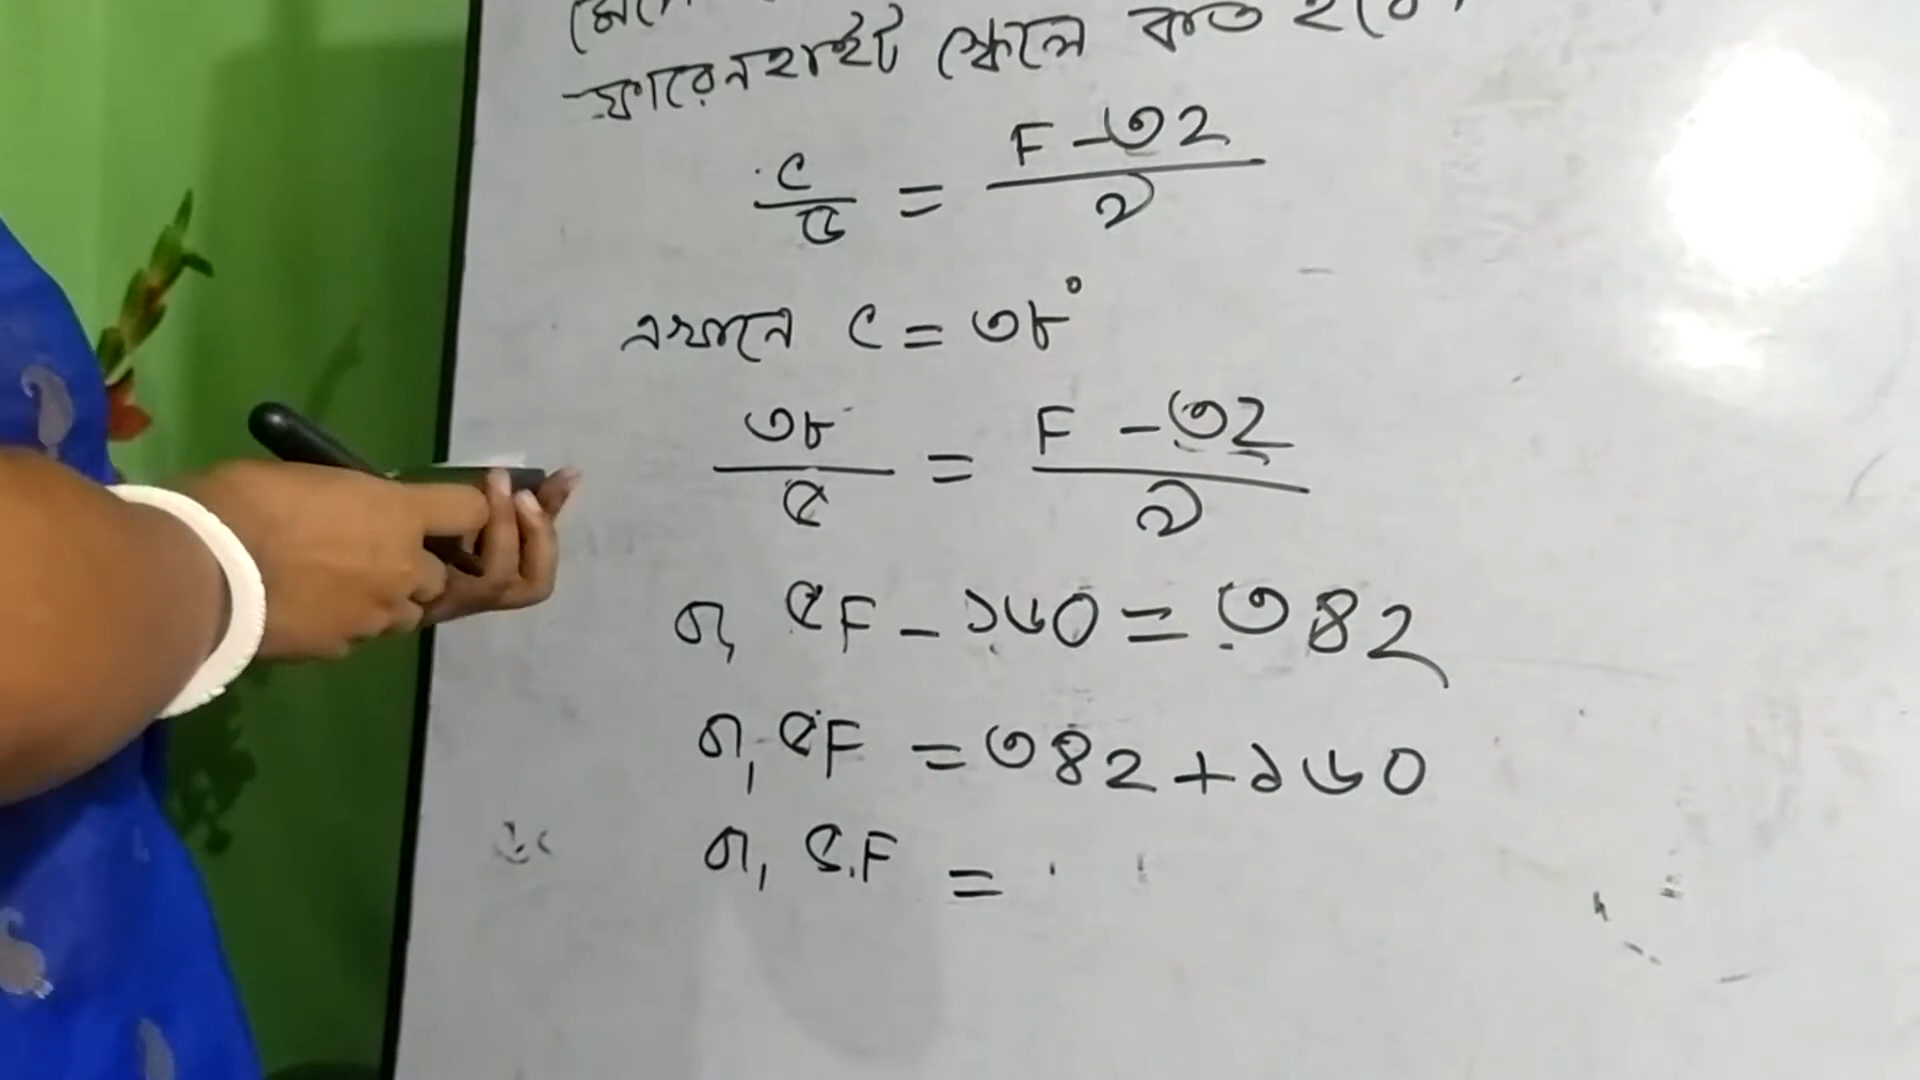 ফারেনহাইট স্কেলে কত হবে।
C/৫ = F - ৩২/৯
এখানে C = ৩৮°
৩৮/৫ = F - ৩২/৯
বা, ৫F - ১৬০ = ৩৪২
বা, ৫F = ৩৪২ + ১৬০
বা, ৫F =